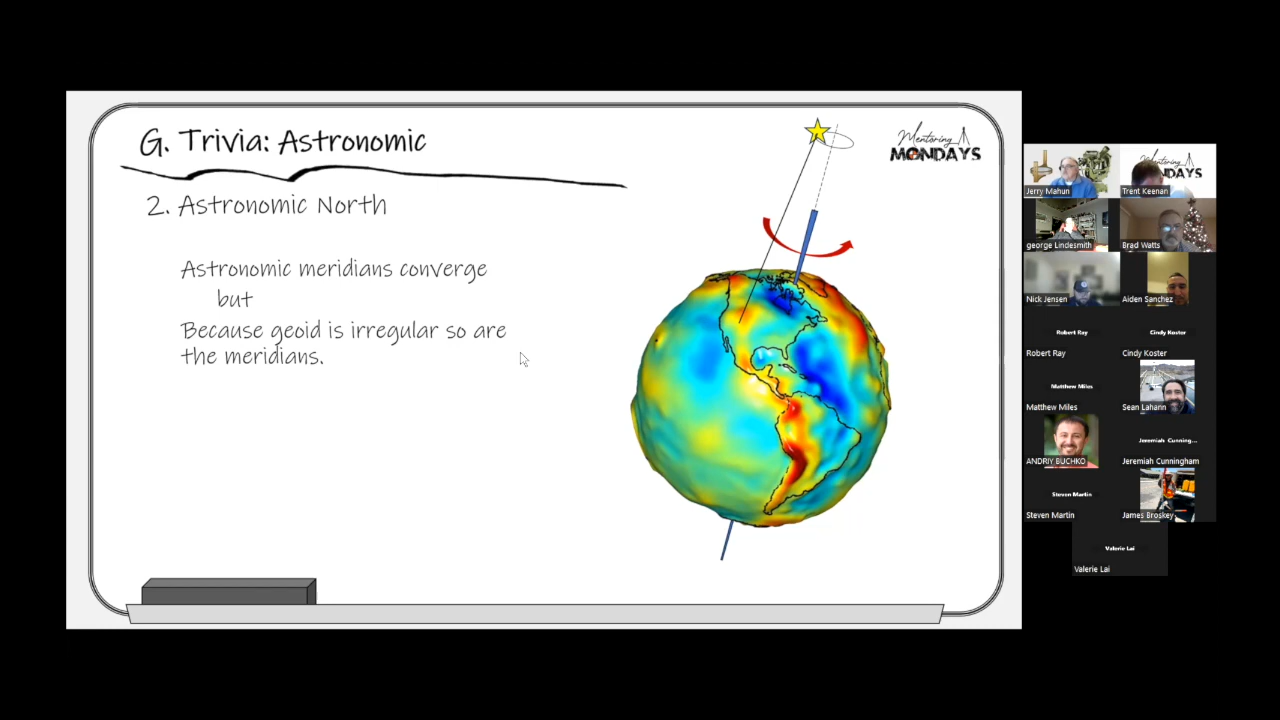 G. Trivia: Astronomic
2. Astronomic North
Astronomic meridians converge
but
Because geoid is irregular so are
the meridians.
Mentoring
MONDAYS
Jerry Mahun
Mentoring
NDAYS
Trent Keenan
george Lindesmith
Brad Watts
Nick Jensen
Aiden Sanchez
Robert Ray
Robert Ray
Cindy Koster
Cindy Koster
Matthew Miles
Matthew Miles
Sean Lahann
ANDRIY BUCHKO
Jeremiah Cunning...
Jeremiah Cunningham
Steven Martin
Steven Martin
James Broskey
Valerie Lai
Valerie Lai